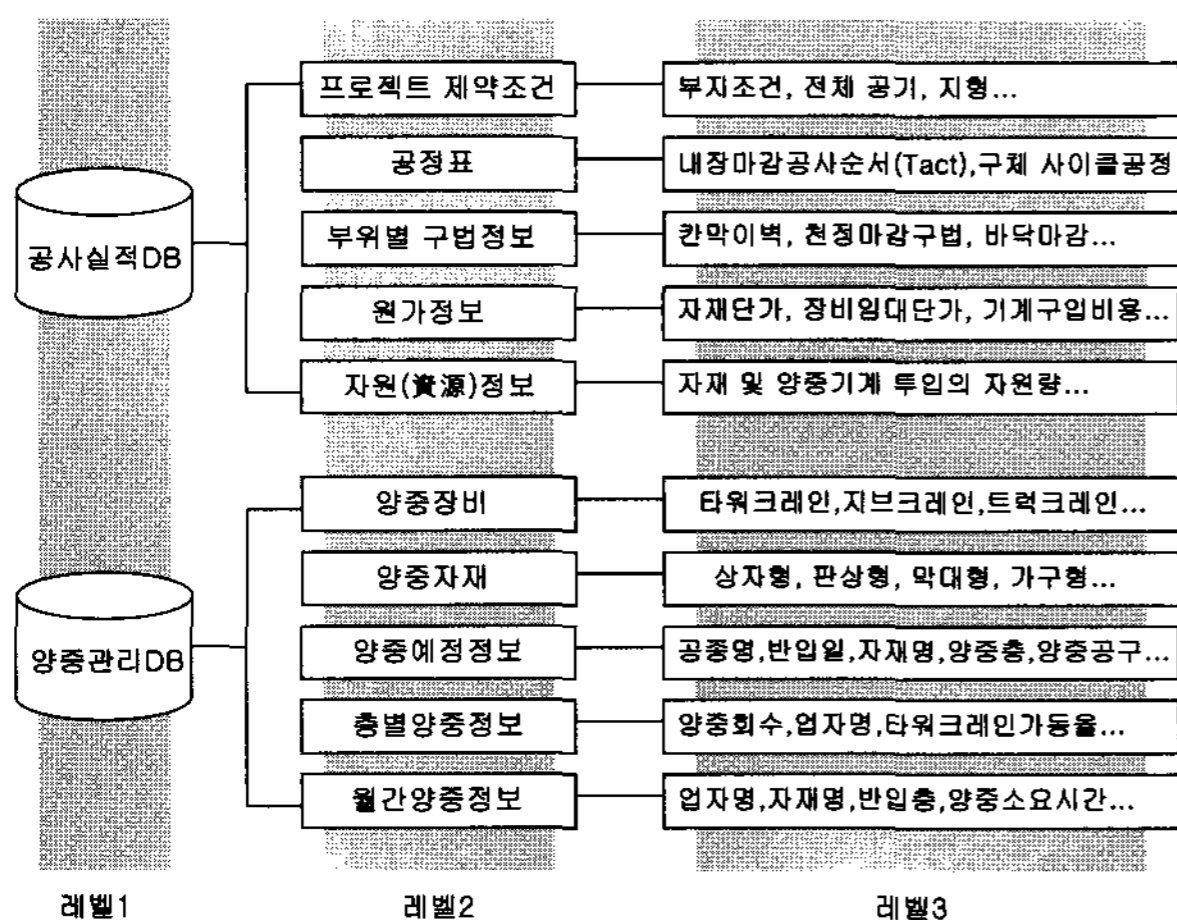 프로젝트 제약조건
부지조건, 전체 공기, 지형...
공정표
내장마감공사순서(Tact),구체 사이클공정
부위별 구법정보
칸막이벽, 천정마감구법, 바닥마감...
공사실적DB
원가정보
자재단가, 장비임대단가, 기계구입비용...
자원(資源)정보
자재 및 양중기계 투입의 자원량...
양중장비
타워크레인,지브크레인,트럭크레인...
양중자재
상자형, 판상형, 막대형, 가구형...
양중관리DB
양중예정정보
공종명,반입일,자재명,양중층,양중공구...
층별양중정보
양중회수,업자명,타워크레인가동율...
월간양중정보
업자명,자재명,반입층,양중소요시간...
레벨1
레벨2
레벨3